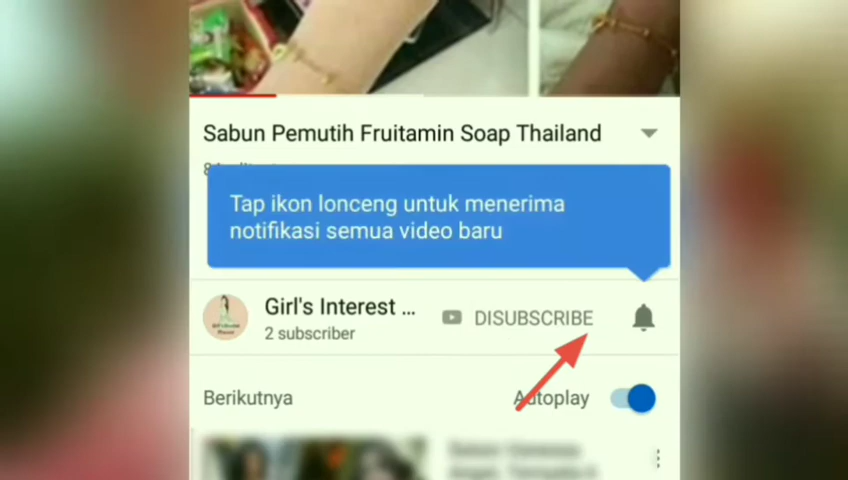 Sabun Pemutih Fruitamin Soap Thailand
Tap ikon lonceng untuk menerima
notifikasi semua video baru
Girl's Interest ...
DISUBSCRIBE
2 subscriber
Berikutnya
Autoplay